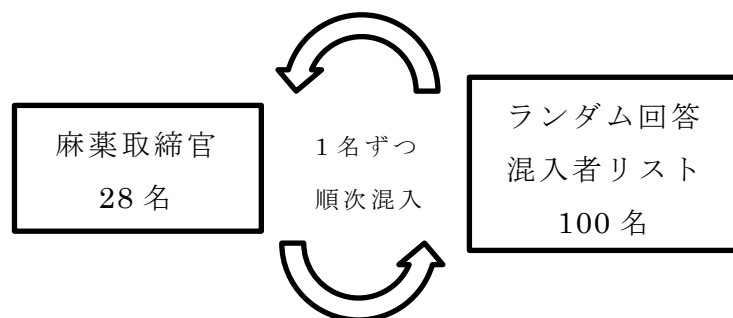 麻薬取締官
28名
1名ずつ
順次混入
ランダム回答
混入者リスト
100名